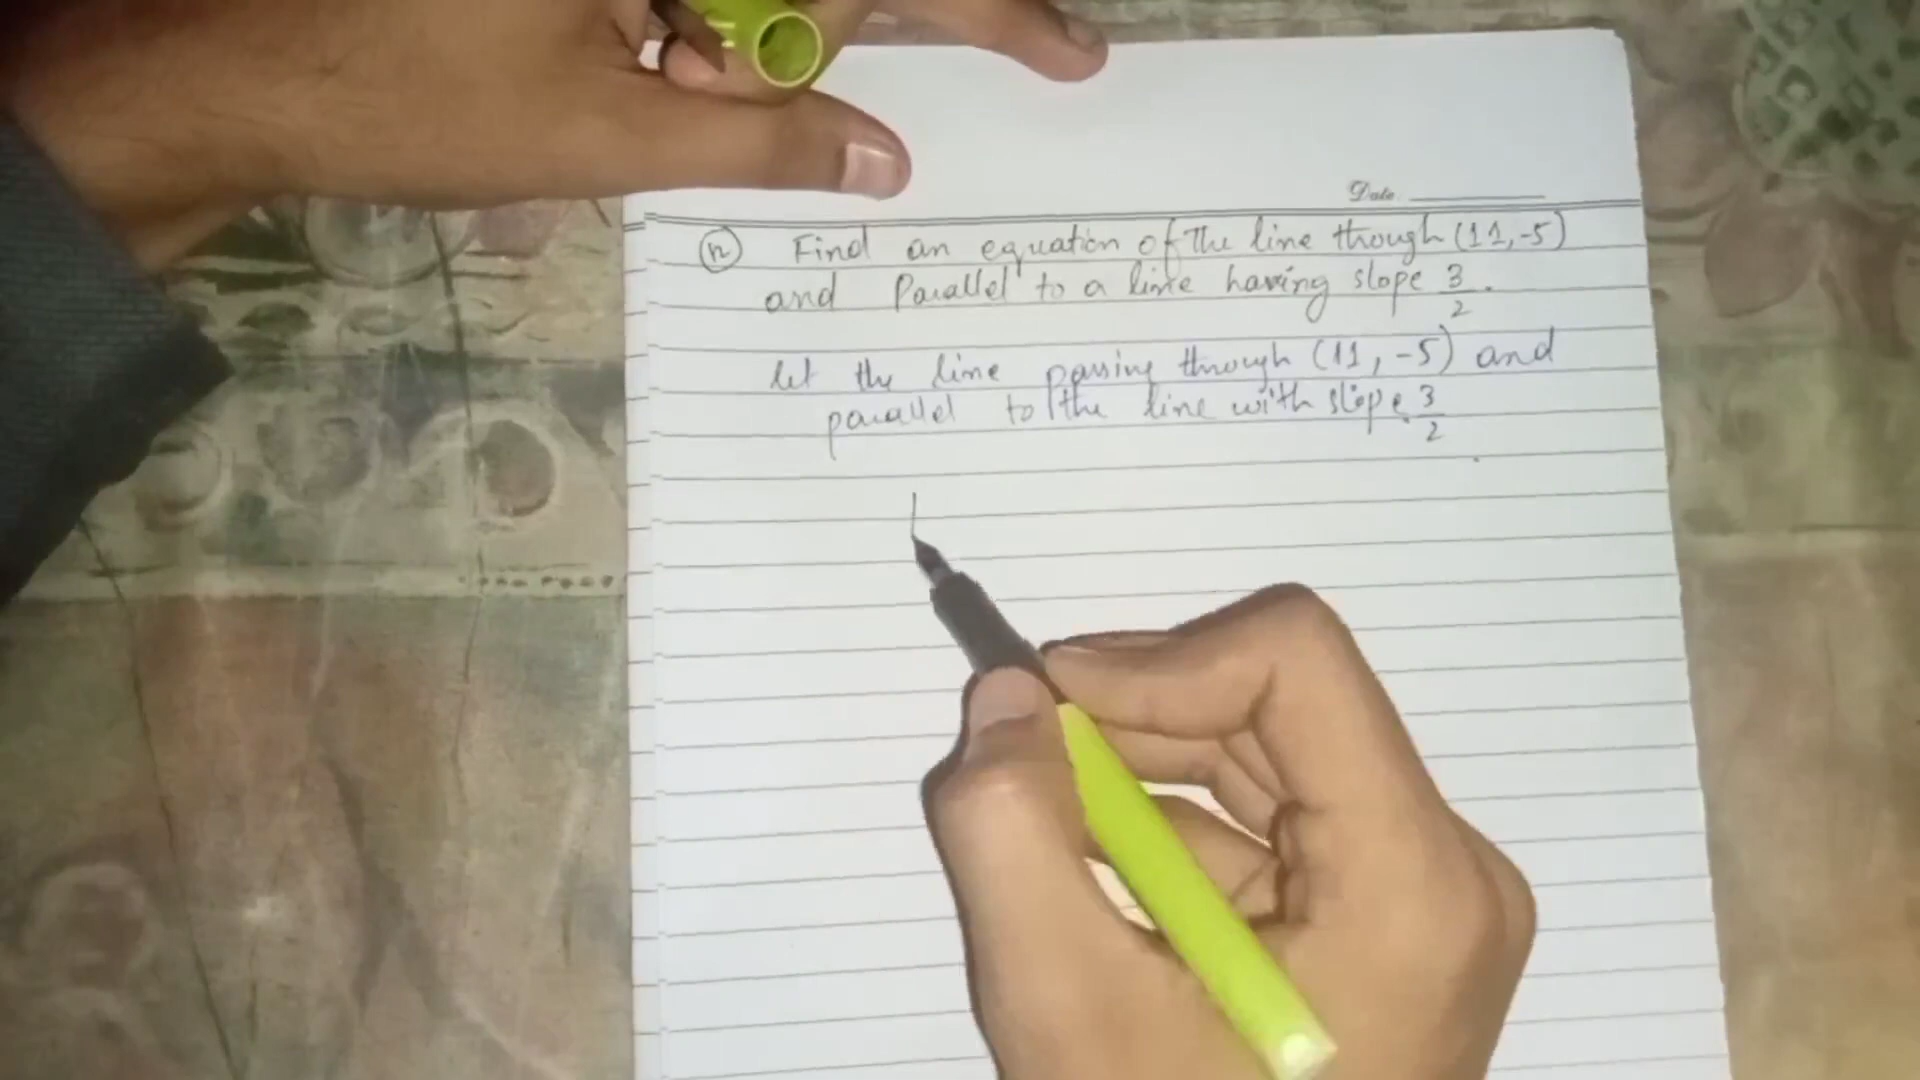 Date
(n) Find an equation of the line though (11,-5)
and Parallel to a line having slope 3/2.
let the line passing through (11, -5) and
parallel to the line with slope 3/2